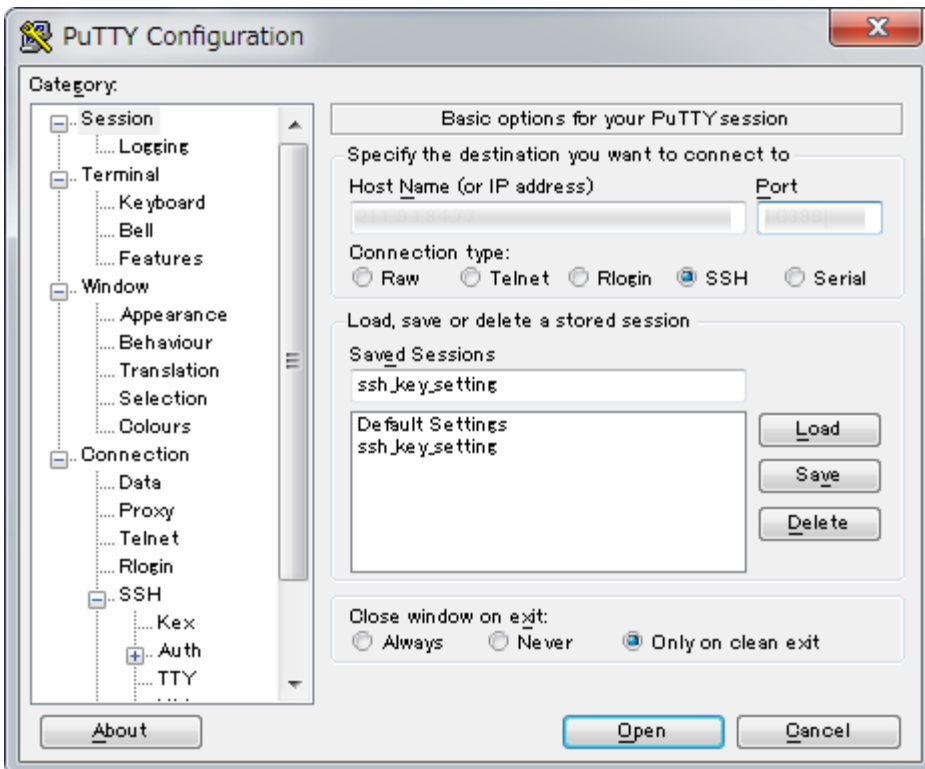 PuTTY Configuration
Category:
Session
Logging
Terminal
Keyboard
Bell
Features
Window
Appearance
Behaviour
Translation
Selection
Colours
Connection
Data
Proxy
Telnet
Rlogin
SSH
Kex
Auth
TTY
Basic options for your PuTTY session
Specify the destination you want to connect to
Host Name (or IP address) Port
Connection type:
Raw Telnet Rlogin SSH Serial
Load, save or delete a stored session
Saved Sessions
ssh_key_setting
Default Settings
ssh_key_setting
Load
Save
Delete
Close window on exit:
Always Never Only on clean exit
About Open Cancel